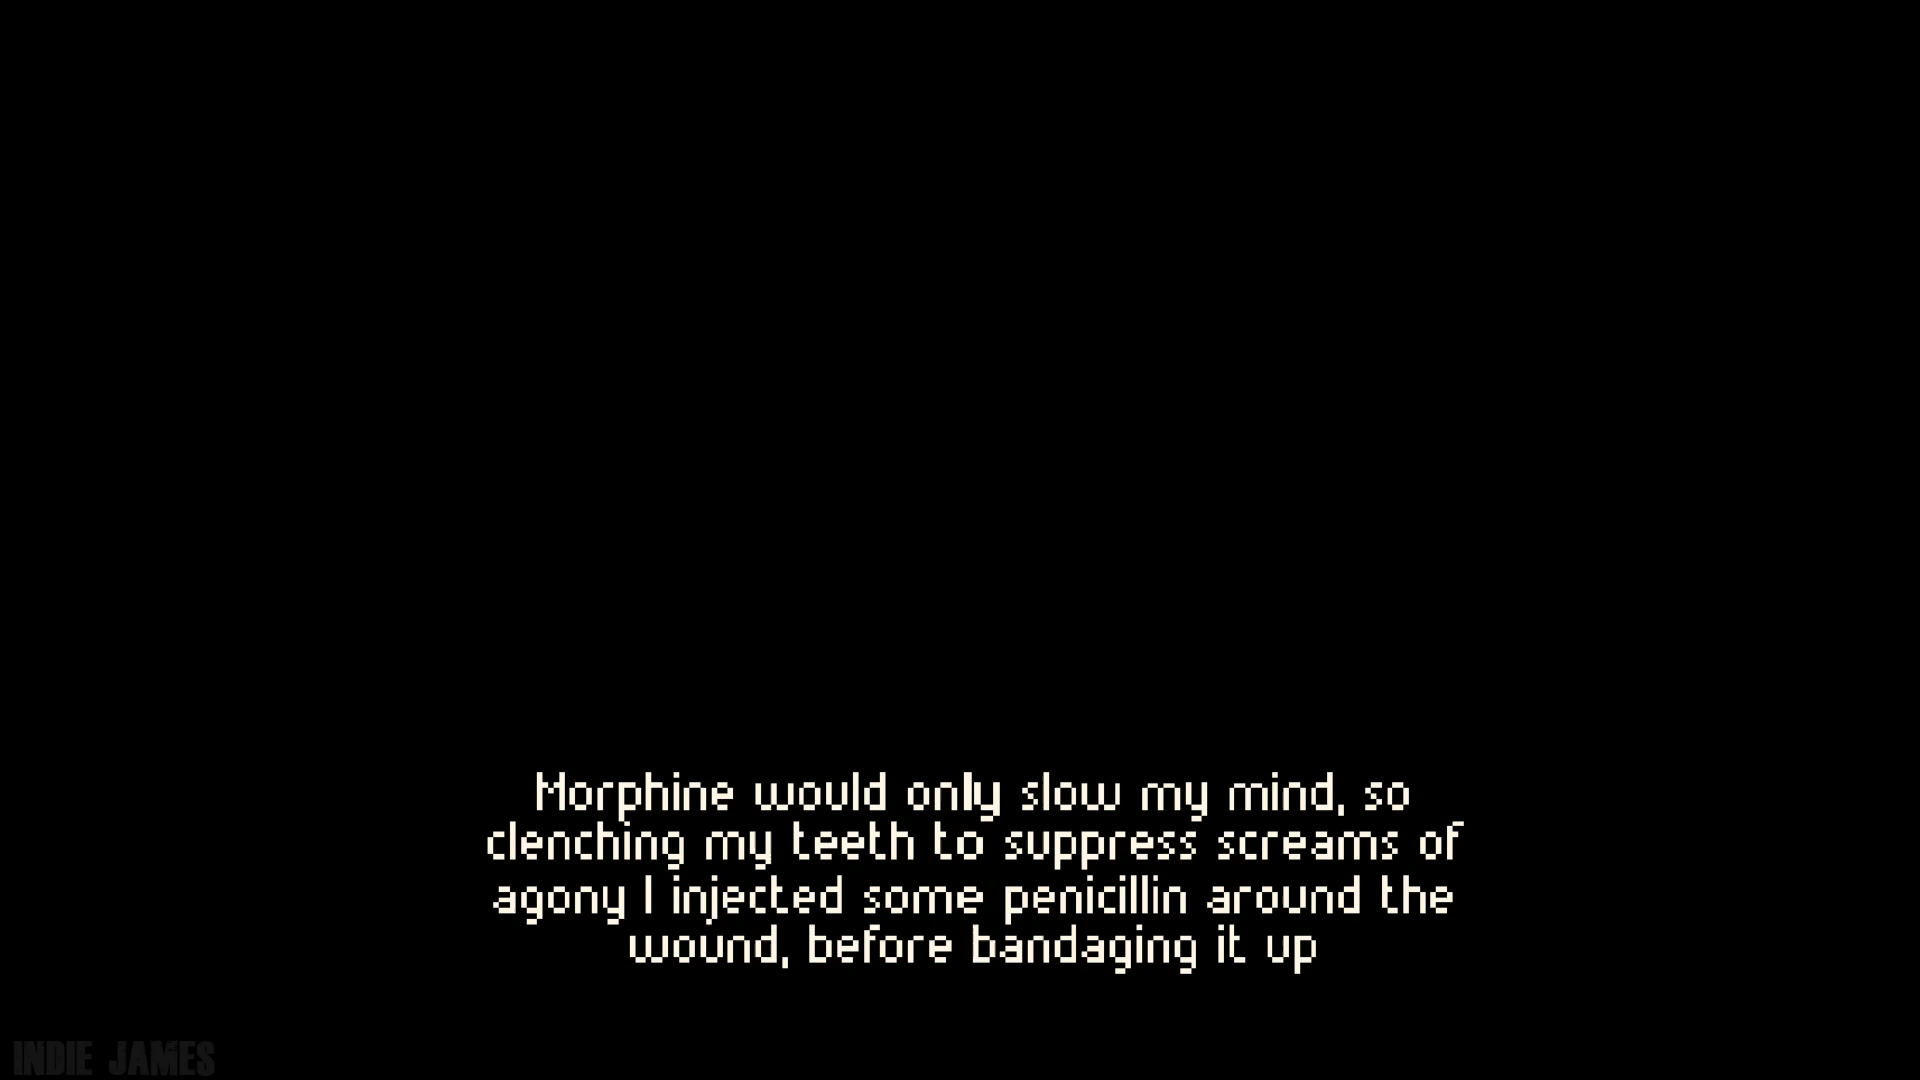 Morphine would only slow my mind, so
clenching my teeth to suppress screams of
agony I injected some penicillin around the
wound, before bandaging it up
INDIE JAMES